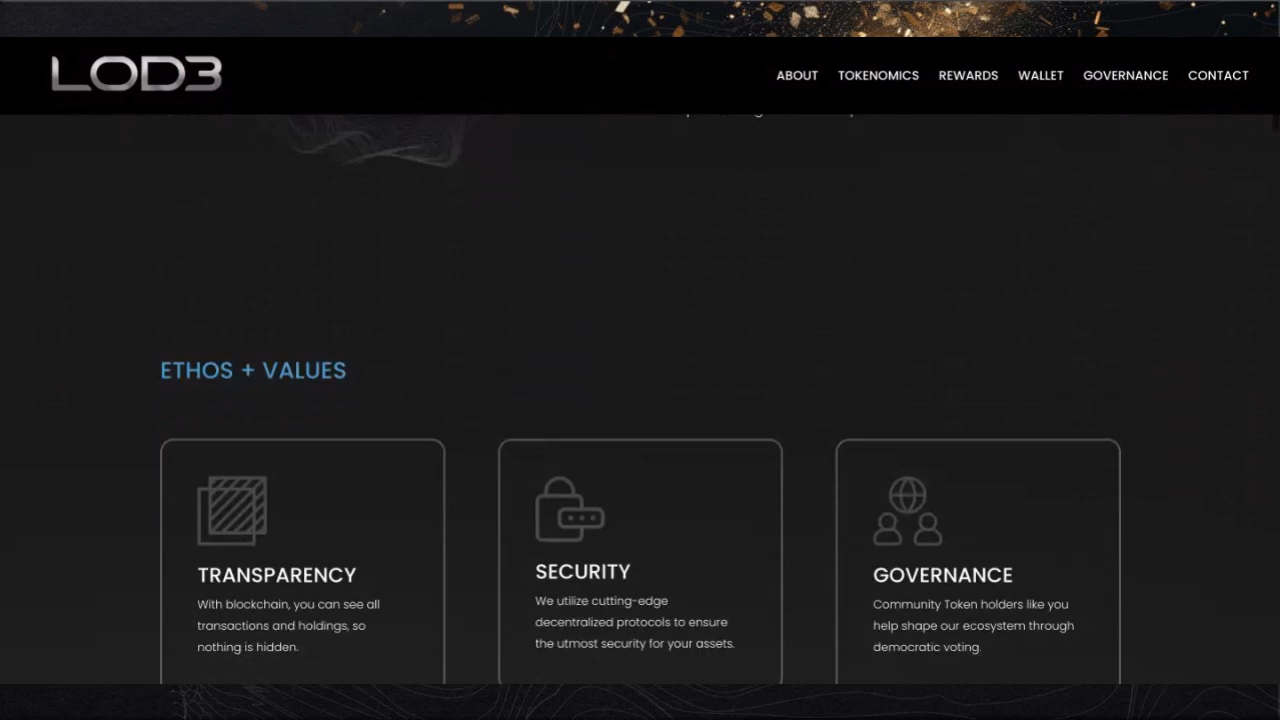 LOD3
ABOUT TOKENOMICS REWARDS WALLET GOVERNANCE CONTACT
ETHOS + VALUES
TRANSPARENCY
With blockchain, you can see all
transactions and holdings, so
nothing is hidden.
SECURITY
We utilize cutting-edge
decentralized protocols to ensure
the utmost security for your assets.
GOVERNANCE
Community Token holders like you
help shape our ecosystem through
democratic voting.